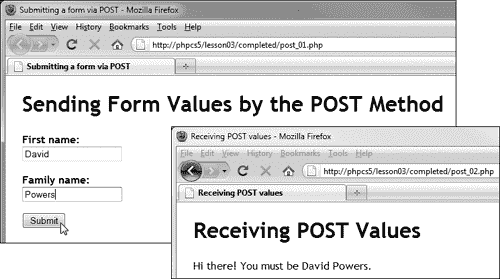 Submitting a form via POST - Mozilla Firefox
File Edit View History Bookmarks Tools Help
http://phpcs5/lesson03/completed/post_01.php
Submitting a form via POST
Sending Form Values by the POST Method
First name:
David
Family name:
Powers
Submit
Receiving POST values - Mozilla Firefox
File Edit View History Bookmarks Tools Help
http://phpcs5/lesson03/completed/post_02.php
Receiving POST values
Receiving POST Values
Hi there! You must be David Powers.